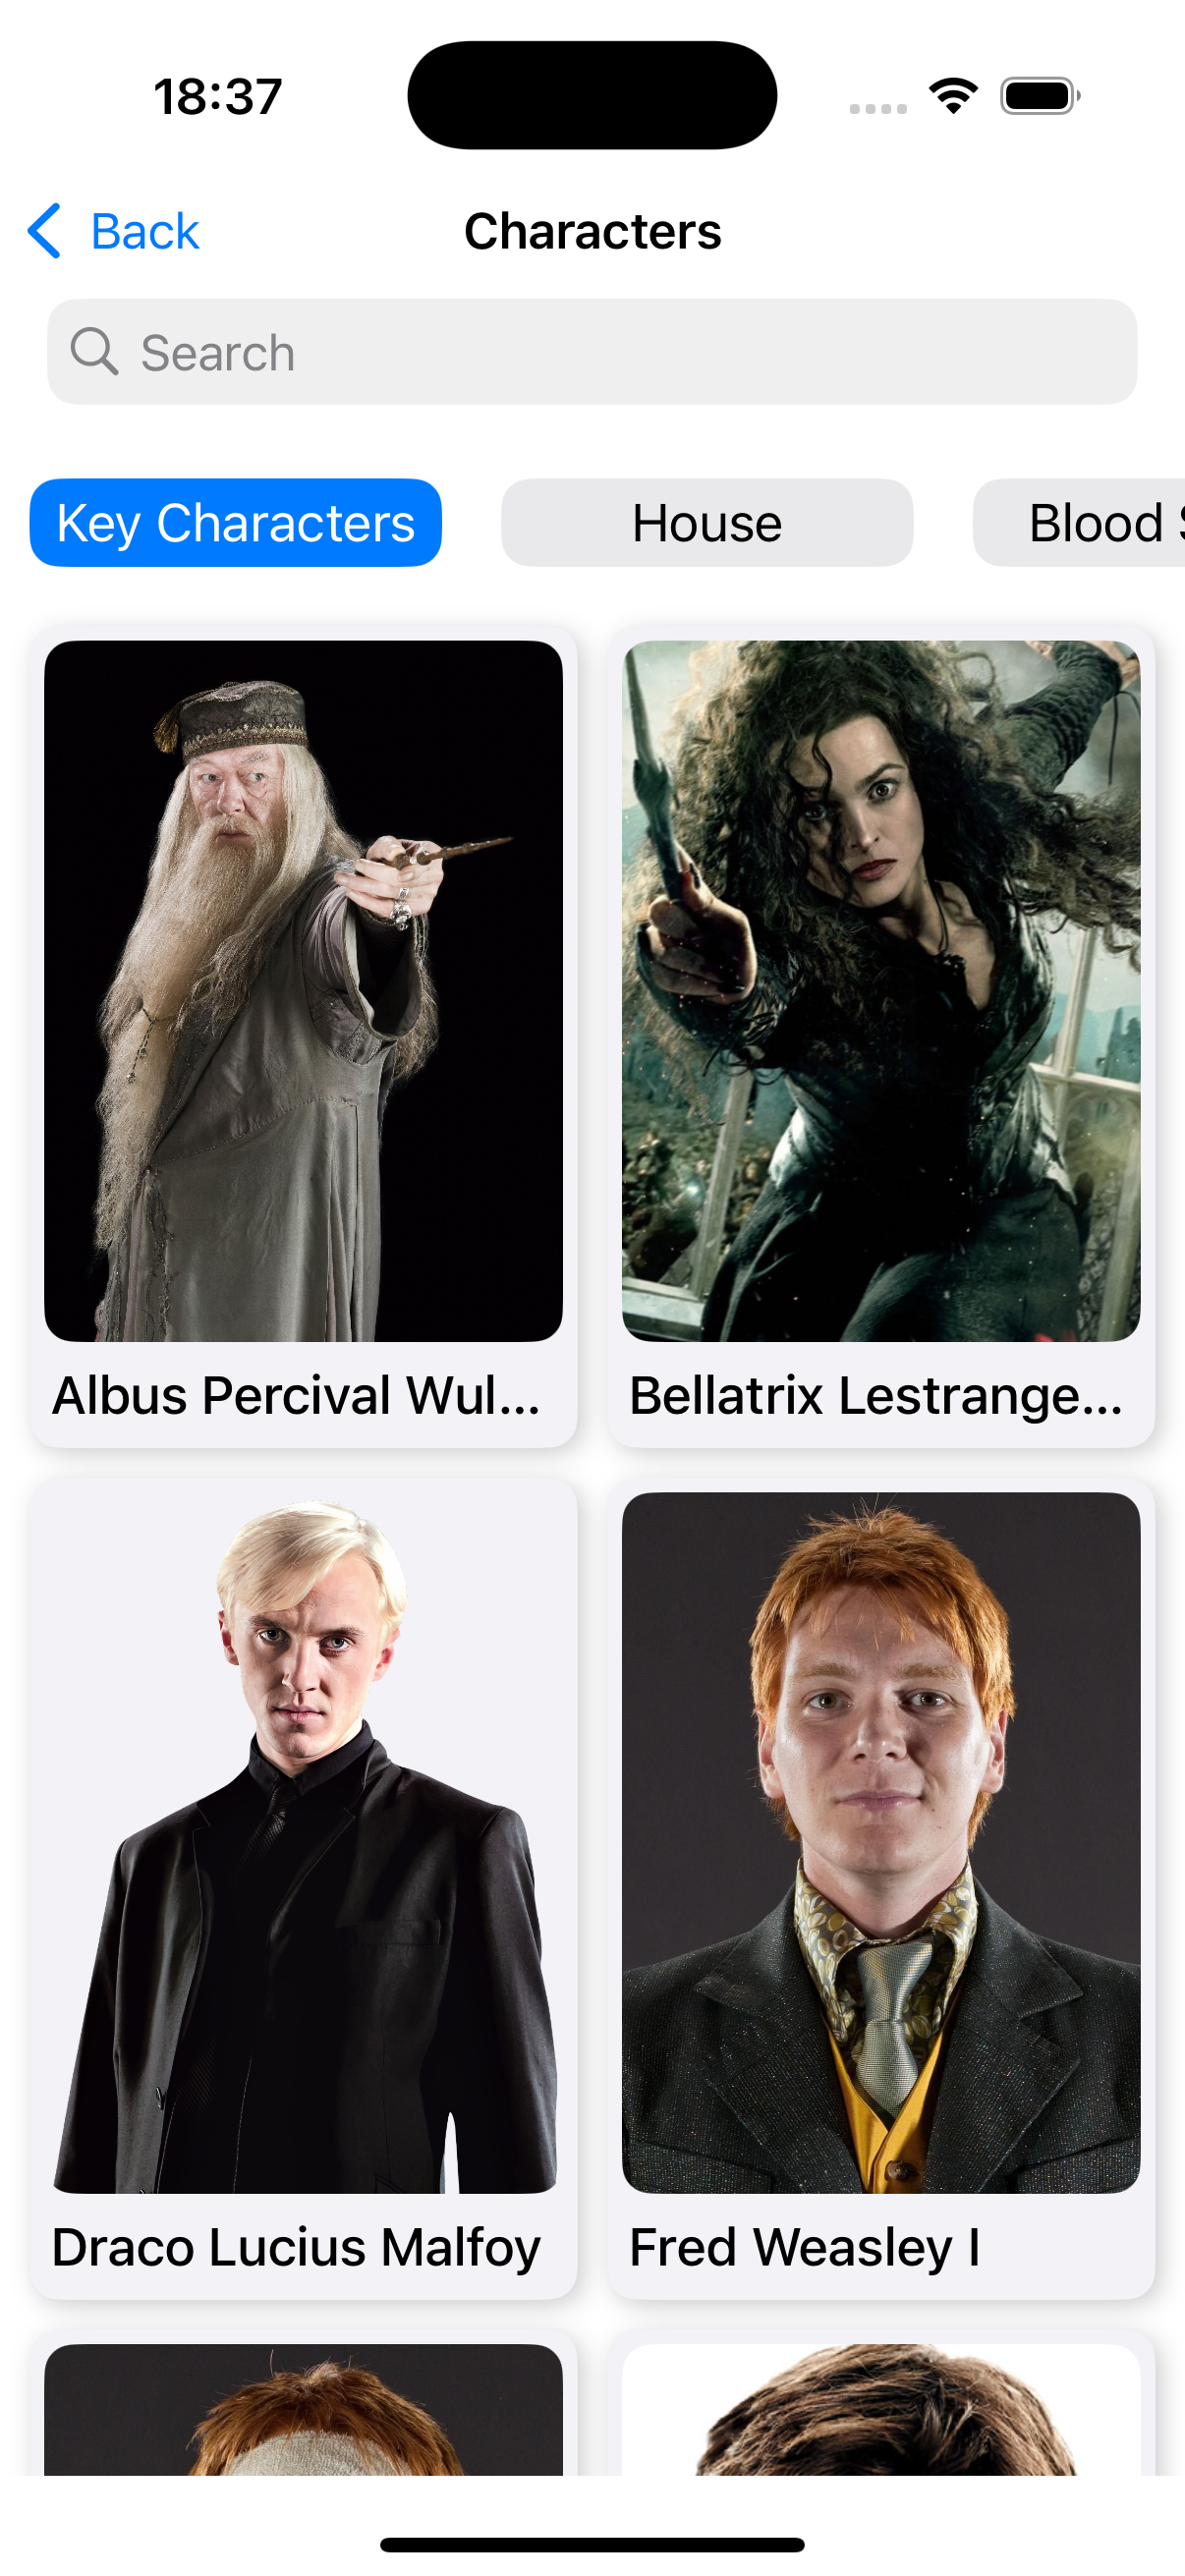 18:37
Back
Characters
Search
Key Characters
House
Blood
Albus Percival Wul...
Bellatrix Lestrange...
Draco Lucius Malfoy
Fred Weasley I